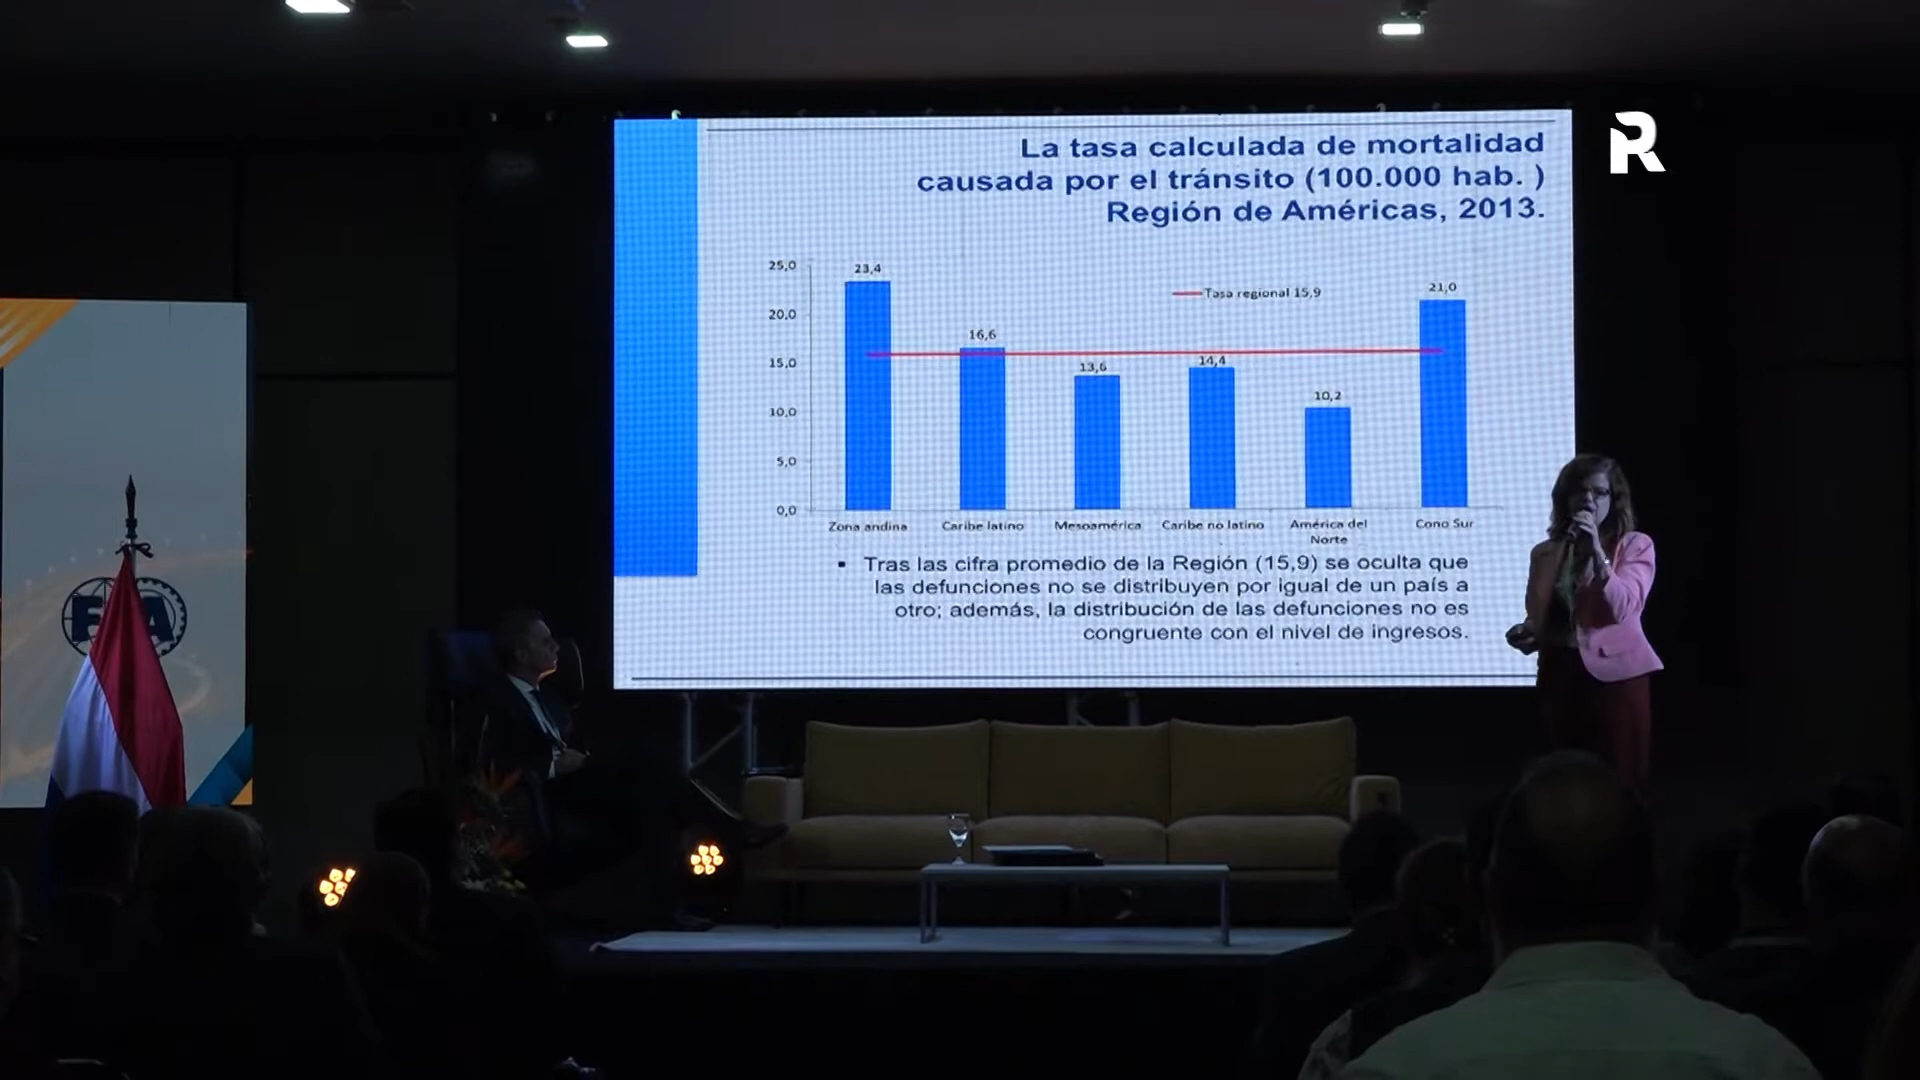 La tasa calculada de mortalidad
causada por el tránsito (100.000 hab. )
Región de Américas, 2013.
25,0
20.0
15,0
10,0
5,0
0,0
23,4
16,6
13,6
14,4
10,2
21,0
Tasa regional 15,9
Zona andina
Caribe latino
Mesoamérica
Caribe no latino
América del
Norte
Cono Sur
▪ Tras las cifra promedio de la Región (15,9) se oculta que
las defunciones no se distribuyen por igual de un país a
otro; además, la distribución de las defunciones no es
congruente con el nivel de ingresos.
R
FIA